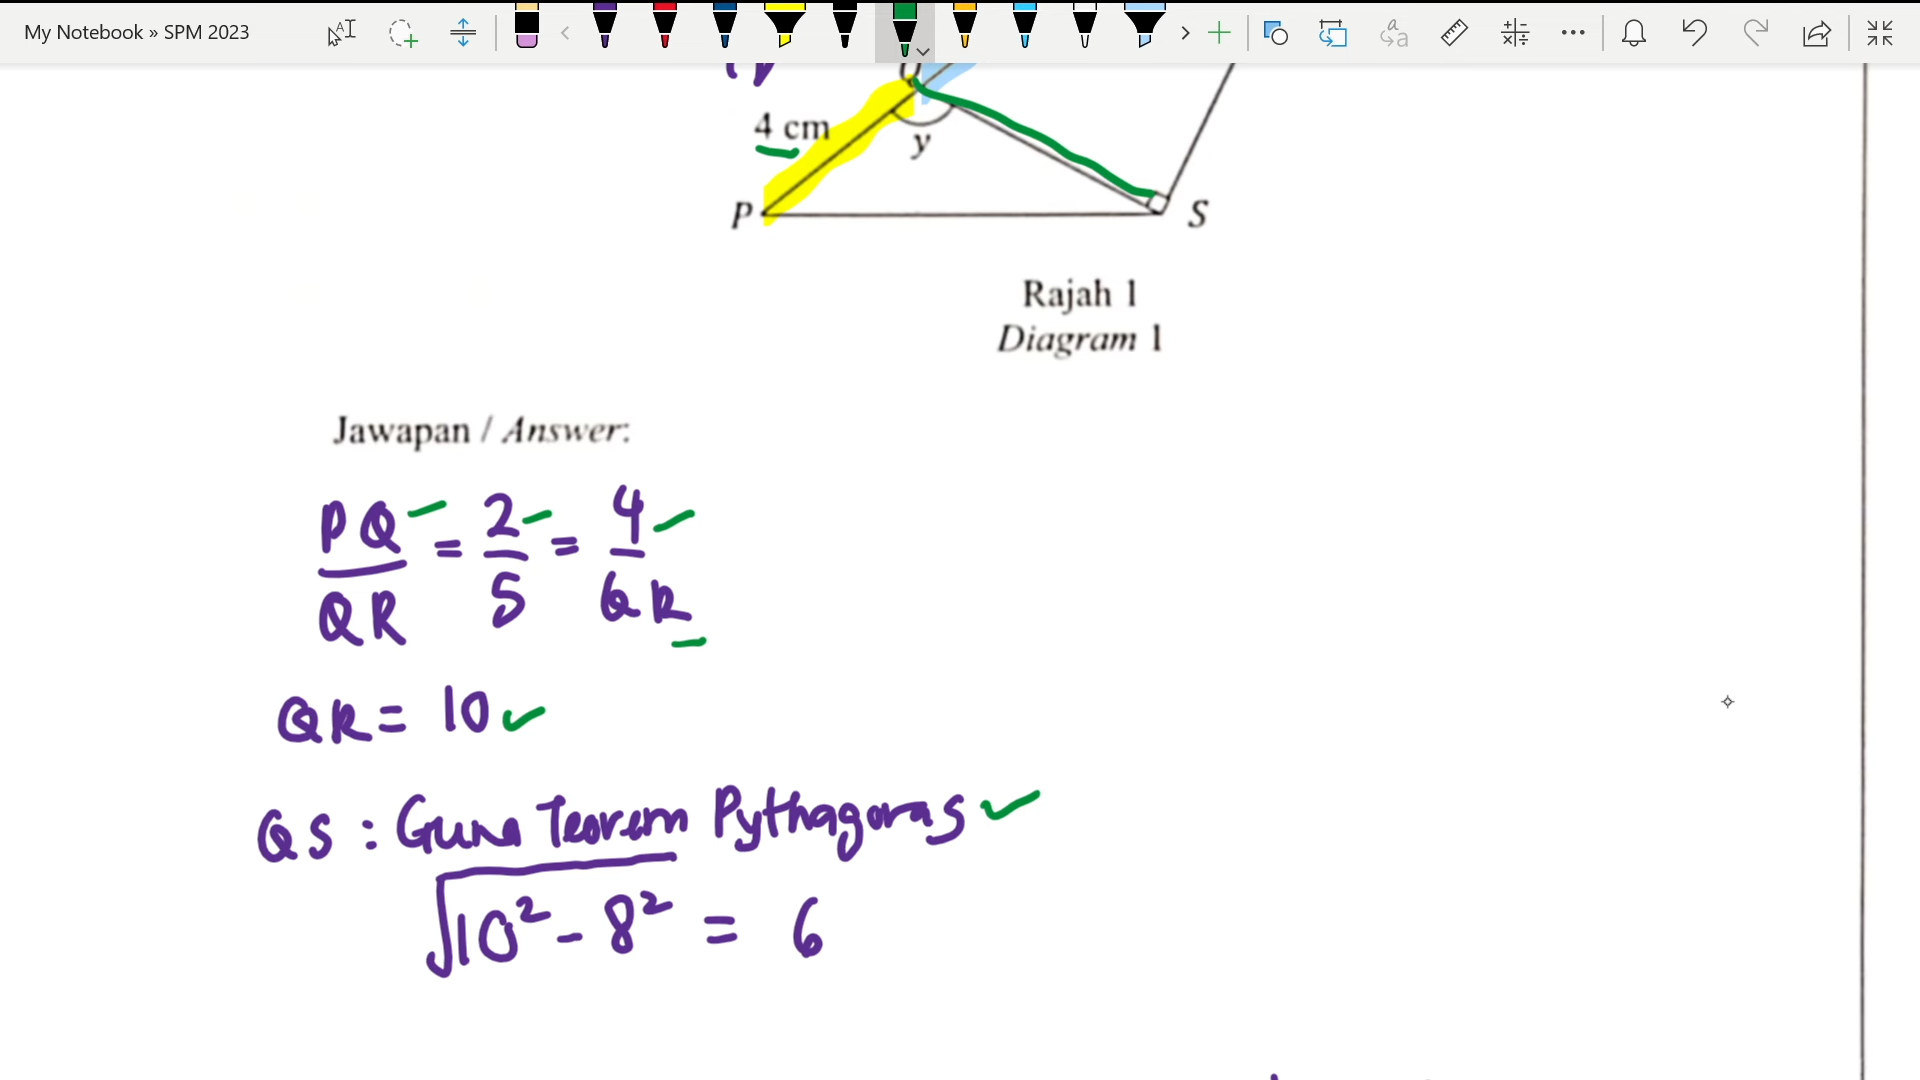 My Notebook » SPM 2023
Q
4 cm
y
P
S
Rajah 1
Diagram 1
Jawapan / Answer:
PQ/QR = 2/5 = 4/QR
QR = 10 ✓
QS : Guna Teorem Pythagoras ✓
√10² - 8² = 6